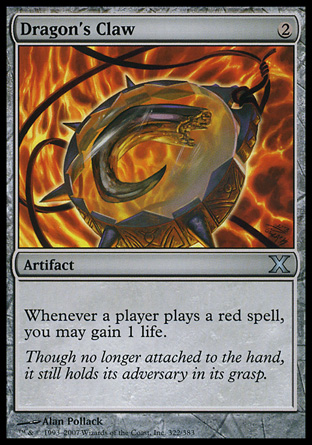 Dragon's Claw 2
Artifact X
Whenever a player plays a red spell,
you may gain 1 life.
Though no longer attached to the hand,
it still holds its adversary in its grasp.
Alan Pollack
™ & © 1993–2007 Wizards of the Coast, Inc. 322/383